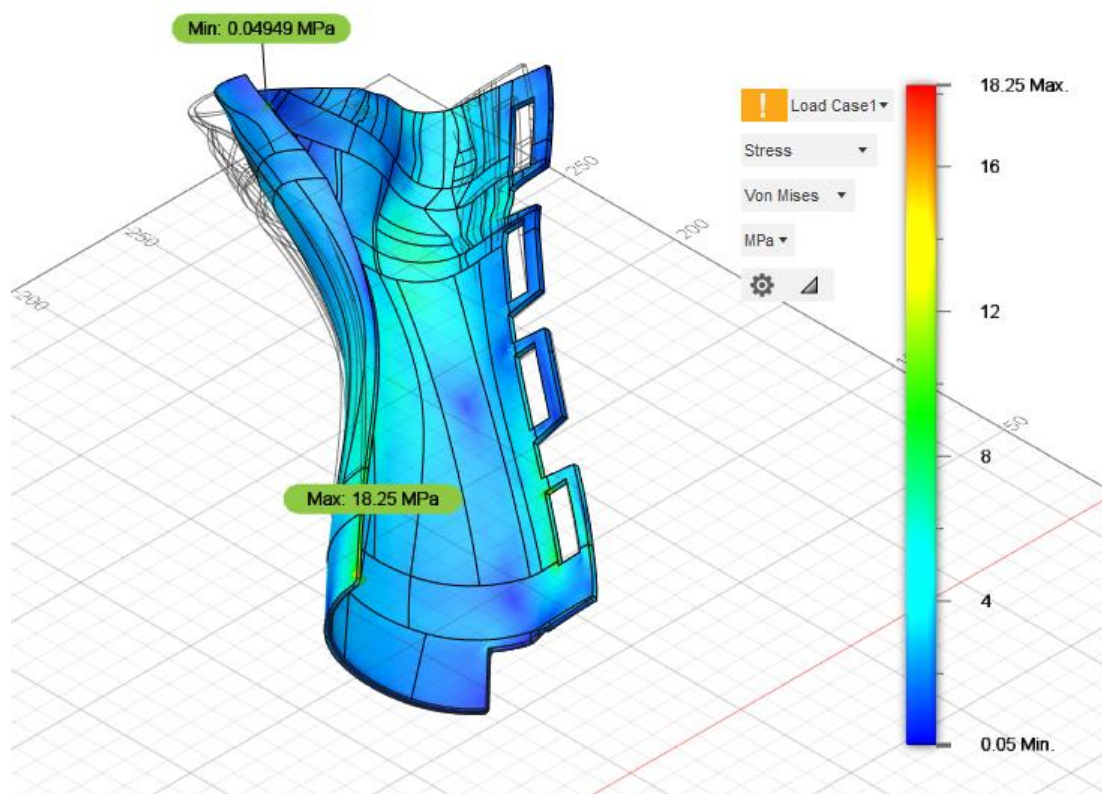 Min: 0.04949 MPa
18.25 Max.
Load Case1
16
Stress
250
Von Mises
200
250
MPa
200
12
50
8
Max: 18.25 MPa
4
0.05 Min.